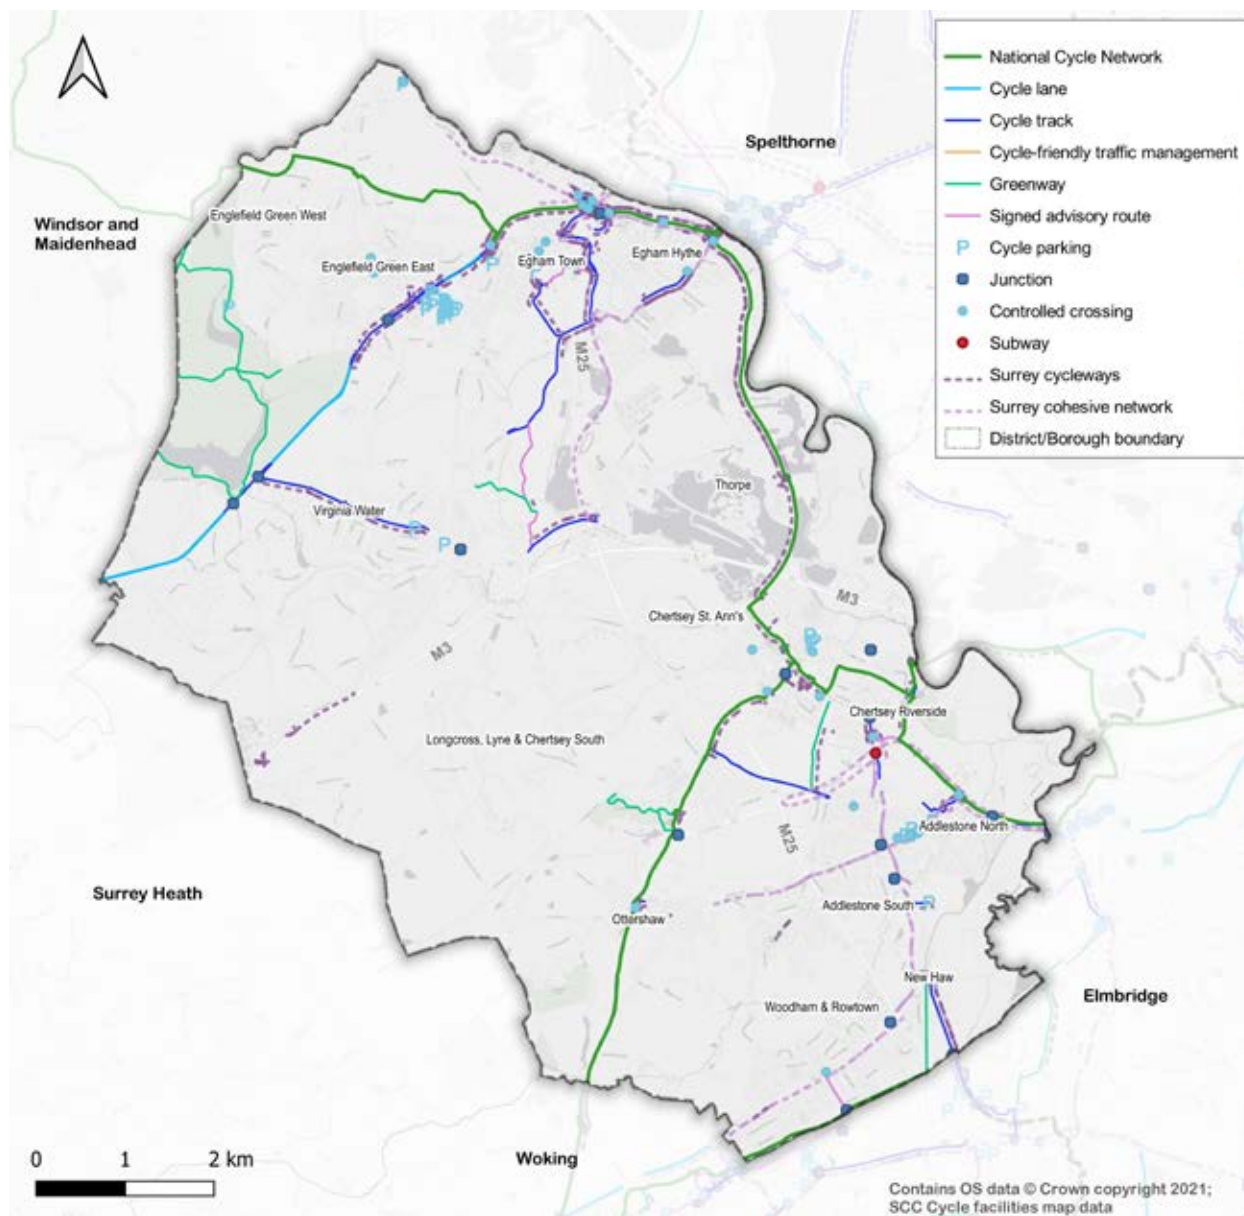 National Cycle Network
Cycle lane
Cycle track
Cycle-friendly traffic management
Greenway
Signed advisory route
P Cycle parking
Junction
Controlled crossing
Subway
Surrey cycleways
Surrey cohesive network
District/Borough boundary
Spelthorne
Windsor and
Maidenhead
Englefield Green West
Englefield Green East
P
Egham Town
Egham Hythe
M25
Thorpe
Virginia Water
P
M3
Chertsey St. Ann's
M3
Chertsey Riverside
Longcross, Lyne & Chertsey South
M25
Addlestone North
Surrey Heath
Addlestone South
P
Ottershaw
New Haw
Woodham & Rowtown
Elmbridge
Woking
0 1 2 km
Contains OS data © Crown copyright 2021;
SCC Cycle facilities map data